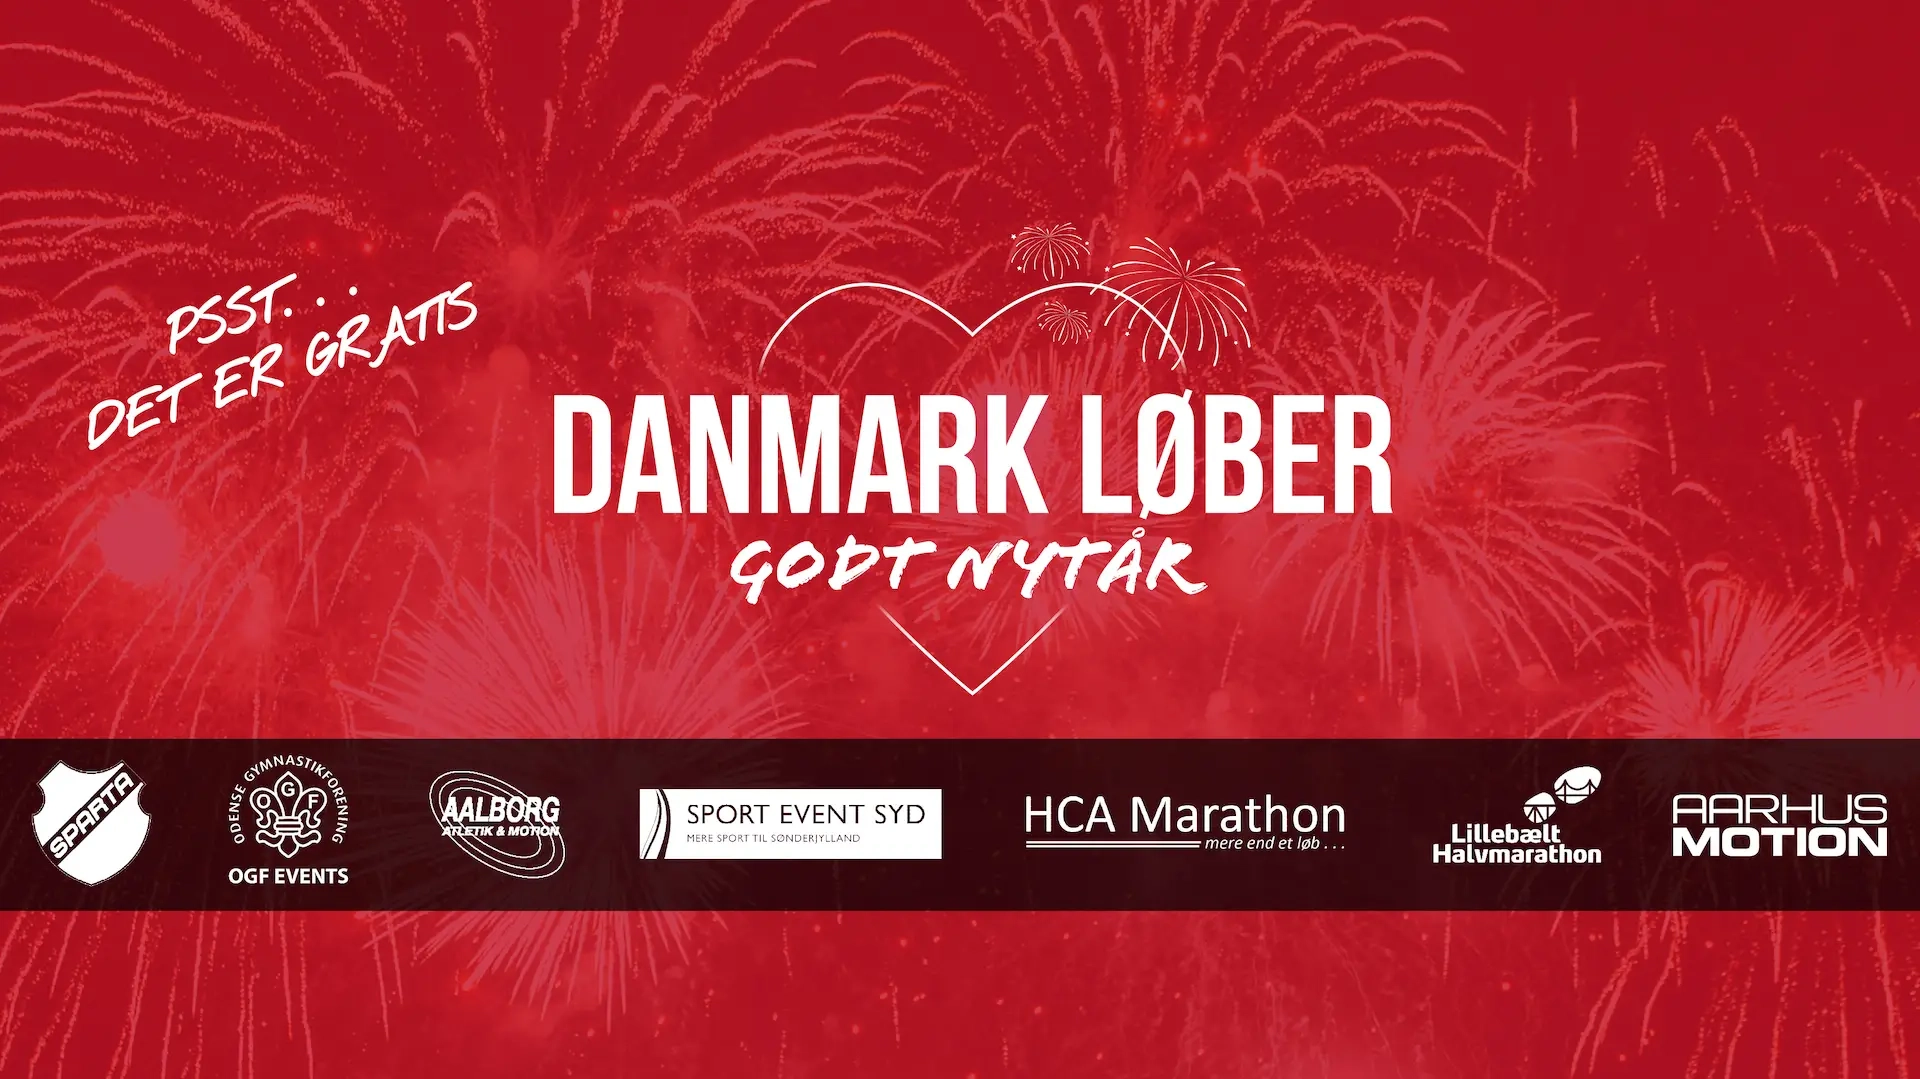 PSST. . .
DET ER GRATIS
DANMARK LØBER
GODT NYTÅR
SPARTA
ODENSE GYMNASTIKFORENING
OGF
OGF EVENTS
AALBORG
ATLETIK & MOTION
SPORT EVENT SYD
MERE SPORT TIL SØNDERJYLLAND
HCA Marathon
mere end et løb . . .
Lillebælt
Halvmarathon
AARHUS
MOTION